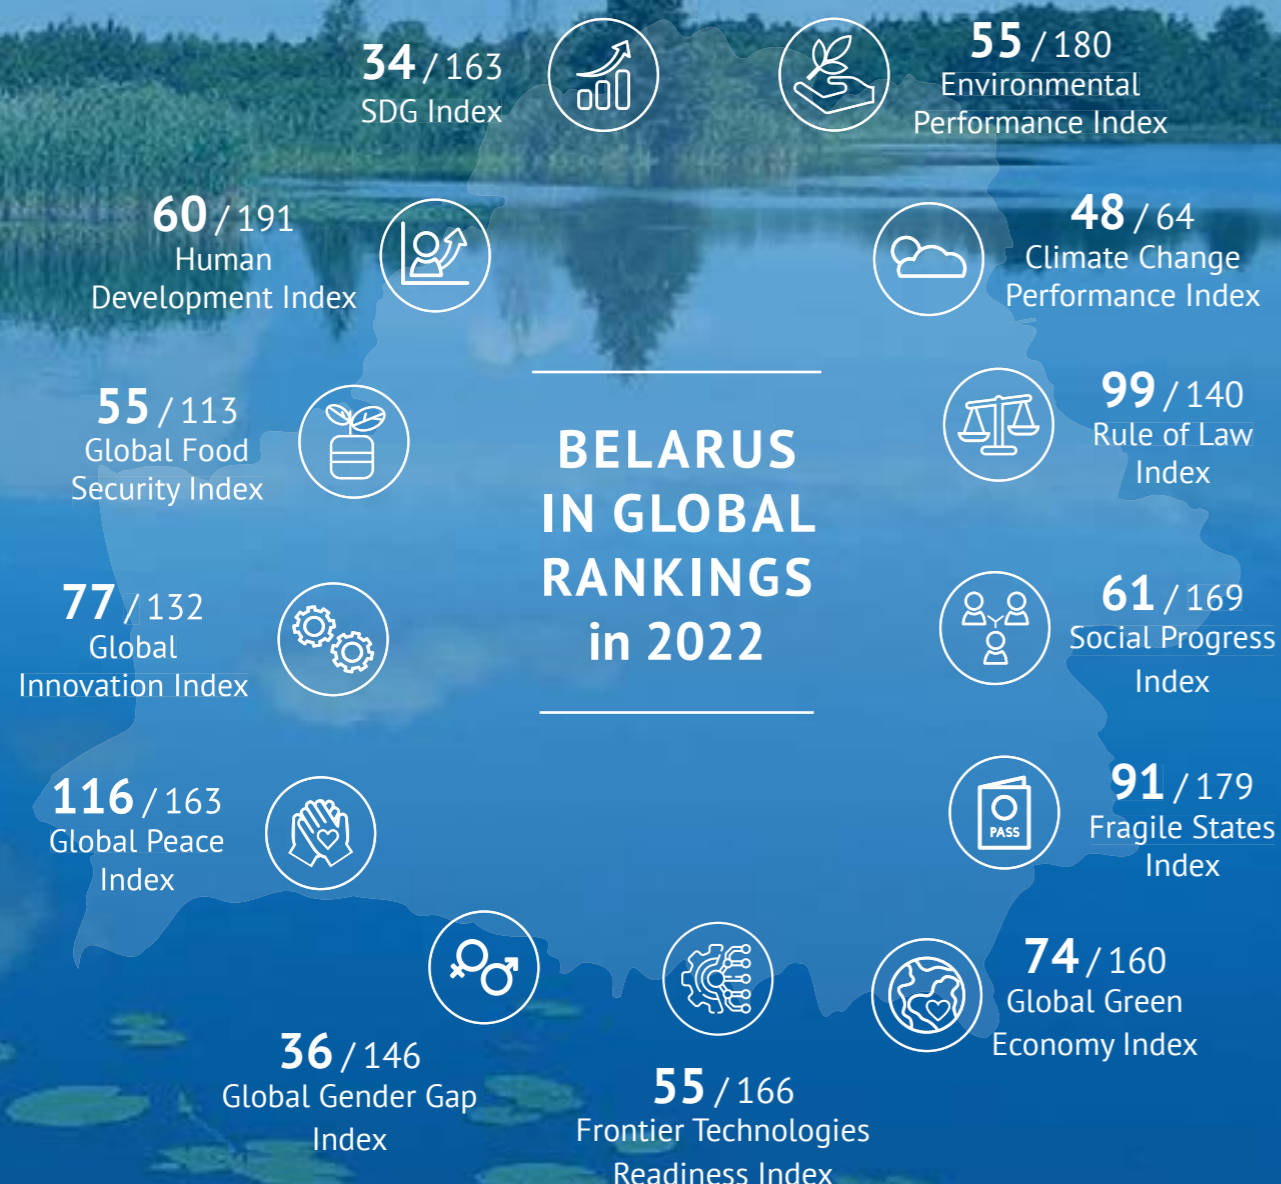 34 / 163
SDG Index
55 / 180
Environmental
Performance Index
60 / 191
Human
Development Index
48 / 64
Climate Change
Performance Index
55 / 113
Global Food
Security Index
99 / 140
Rule of Law
Index
BELARUS
IN GLOBAL
RANKINGS
in 2022
77 / 132
Global
Innovation Index
61 / 169
Social Progress
Index
116 / 163
Global Peace
Index
PASS
91 / 179
Fragile States
Index
36 / 146
Global Gender Gap
Index
55 / 166
Frontier Technologies
Readiness Index
74 / 160
Global Green
Economy Index